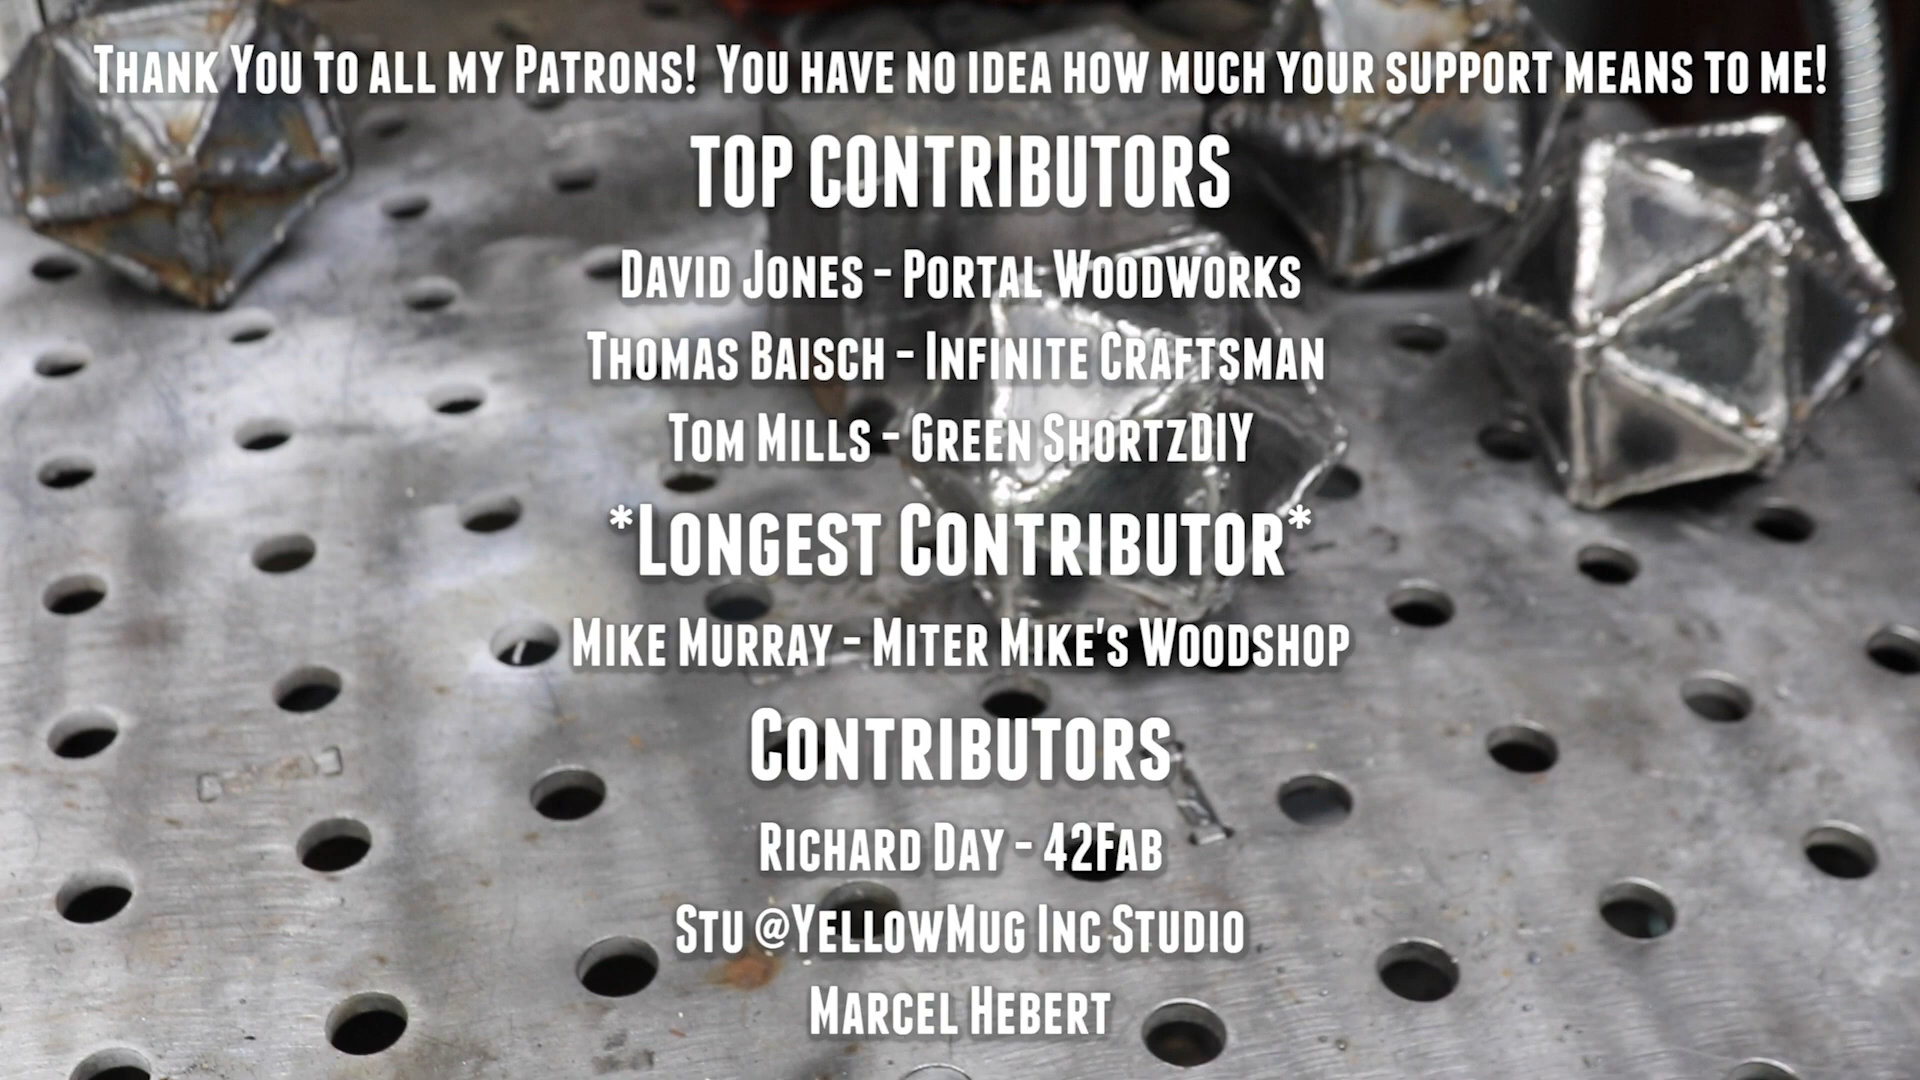 Thank You to all my Patrons! You have no idea how much your support means to me!
TOP CONTRIBUTORS
David Jones - Portal Woodworks
Thomas Baisch - Infinite Craftsman
Tom Mills - Green ShortzDIY
*Longest Contributor*
Mike Murray - Miter Mike's Woodshop
Contributors
Richard Day - 42Fab
Stu @YellowMug Inc Studio
Marcel Hebert